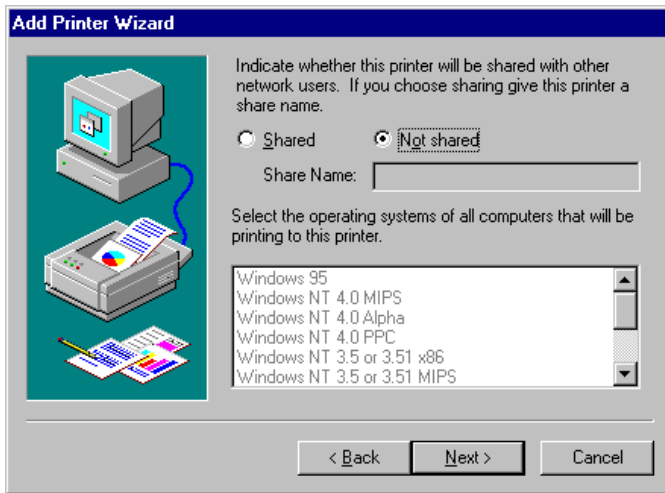 Add Printer Wizard
Indicate whether this printer will be shared with other
network users. If you choose sharing give this printer a
share name.
Shared Not shared
Share Name:
Select the operating systems of all computers that will be
printing to this printer.
Windows 95
Windows NT 4.0 MIPS
Windows NT 4.0 Alpha
Windows NT 4.0 PPC
Windows NT 3.5 or 3.51 x86
Windows NT 3.5 or 3.51 MIPS
< Back Next > Cancel